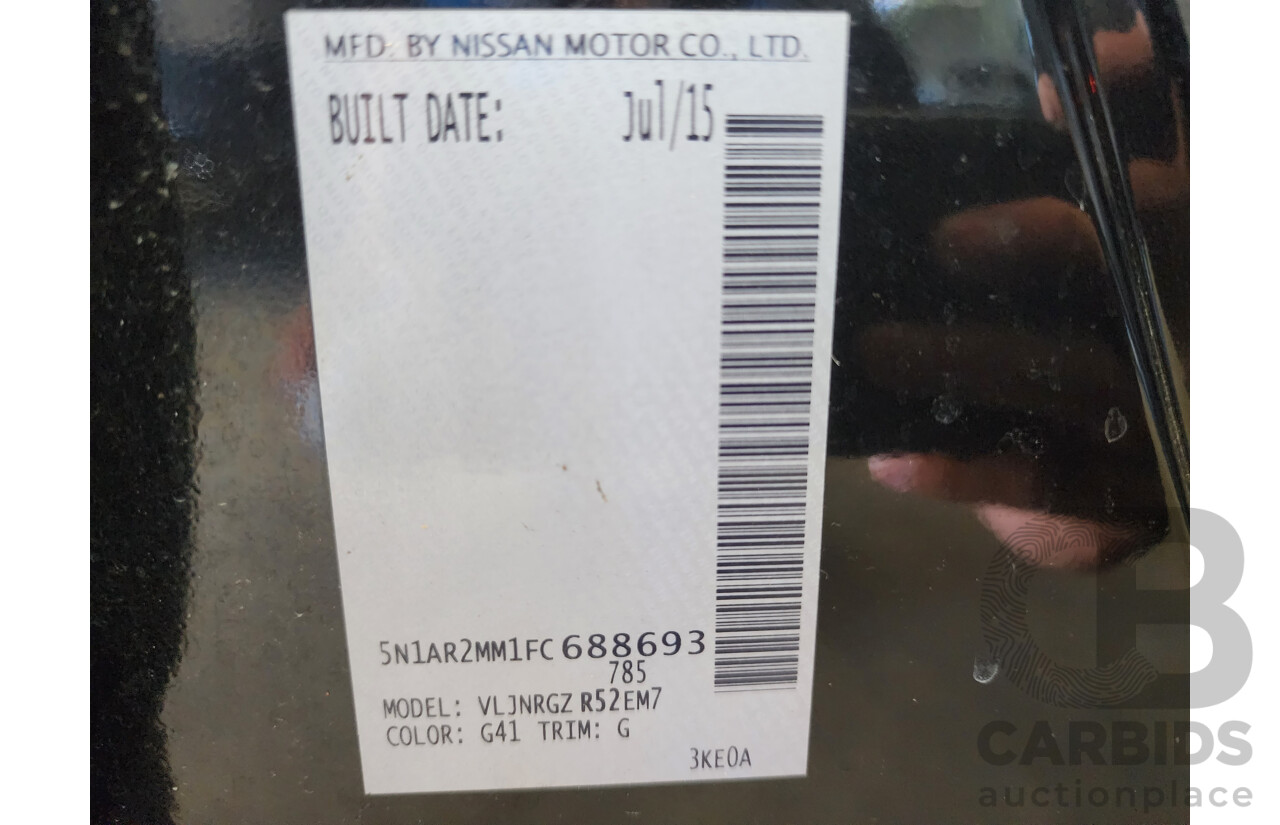 MFD. BY NISSAN MOTOR CO., LTD.
BUILT DATE: Jul/15
5N1AR2MM1FC688693
785
MODEL: VLJNRGZ R52EM7
COLOR: G41 TRIM: G
3KE0A
CB
CARBIDS
auctionplace